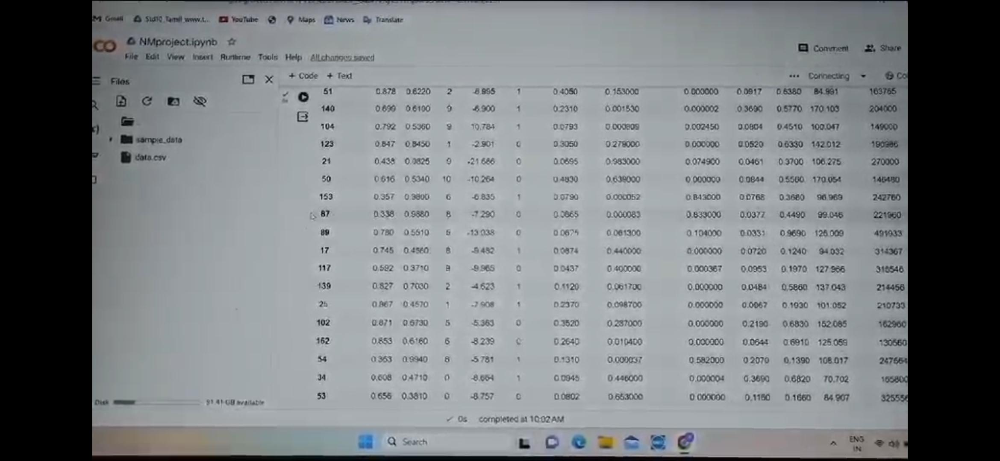 Gmail Std10_Tamil_www.t... YouTube Maps News Translate
CO NMproject.ipynb
File Edit View Insert Runtime Tools Help All changes saved
Comment Share
Files
+ Code + Text
Connecting
51 0.878 0.6220 2 -8.995 1 0.4050 0.153000 0.000000 0.0917 0.6380 84.991 163765
140 0.699 0.6100 9 -6.900 1 0.2310 0.001530 0.000002 0.3690 0.5770 170.103 204000
104 0.792 0.5360 9 10.784 1 0.0793 0.000809 0.002450 0.0804 0.4510 100.047 149000
123 0.847 0.8450 1 -2.901 0 0.3050 0.279000 0.000000 0.0520 0.6330 142.012 190986
21 0.438 0.0825 9 -21.686 0 0.0695 0.983000 0.074900 0.0461 0.3700 106.275 270000
50 0.616 0.5340 10 -10.264 0 0.4830 0.639000 0.000000 0.0844 0.5560 170.054 146480
153 0.357 0.9800 6 -6.835 1 0.0790 0.000052 0.843000 0.0768 0.3680 96.969 242760
sample_data
data.csv
87 0.338 0.9880 8 -7.290 0 0.0865 0.000083 0.833000 0.0377 0.4490 99.046 221960
89 0.780 0.5510 5 -13.038 0 0.0675 0.061300 0.104000 0.0331 0.9690 125.009 491933
17 0.745 0.4560 8 -9.482 1 0.0874 0.440000 0.000000 0.0720 0.1240 94.032 314367
117 0.592 0.3710 9 -9.965 0 0.0437 0.400000 0.000367 0.0953 0.1970 127.966 316546
139 0.827 0.7030 2 -4.623 1 0.1120 0.061700 0.000000 0.0484 0.5860 137.043 214456
25 0.867 0.4570 1 -7.908 1 0.2370 0.098700 0.000000 0.0967 0.1930 101.052 210733
102 0.871 0.6730 5 -5.363 0 0.3520 0.237000 0.000000 0.2190 0.6830 152.085 162960
162 0.853 0.6160 6 -8.239 0 0.2640 0.010400 0.000000 0.0644 0.6910 125.059 130560
54 0.363 0.9940 8 -5.781 1 0.1310 0.000037 0.582000 0.2070 0.1390 108.017 247664
34 0.608 0.4710 0 -8.664 1 0.0945 0.446000 0.000004 0.3690 0.6820 70.702 165800
53 0.656 0.3810 0 -8.757 0 0.0802 0.653000 0.000000 0.1160 0.1660 84.907 325556
Disk 81.41 GB available
0s completed at 10:02 AM
Search
ENG
IN